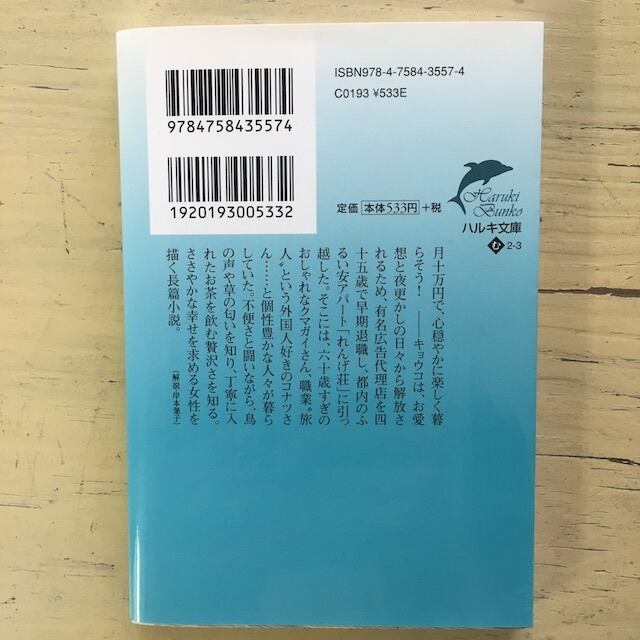 ISBN978-4-7584-3557-4
C0193 ¥533E
9784758435574
1920193005332
定価 本体533円 +税
Haruki
Bunko
ハルキ文庫
む 2-3
月十万円で、心穏やかに楽しく暮
らそう！――キョウコは、お愛
想と夜更かしの日々から解放さ
れるため、有名広告代理店を四
十五歳で早期退職し、都内のふ
るい安アパート「れんげ荘」に引っ
越した。そこには、六十歳すぎの
おしゃれなクマガイさん、職業“旅
人”という外国人好きのコナツさ
ん……と個性豊かな人々が暮ら
していた。不便さと闘いながら、鳥
の声や草の匂いを知り、丁寧に入
れたお茶を飲む贅沢さを知る。
ささやかな幸せを求める女性を
描く長篇小説。
（解説・岸本葉子）